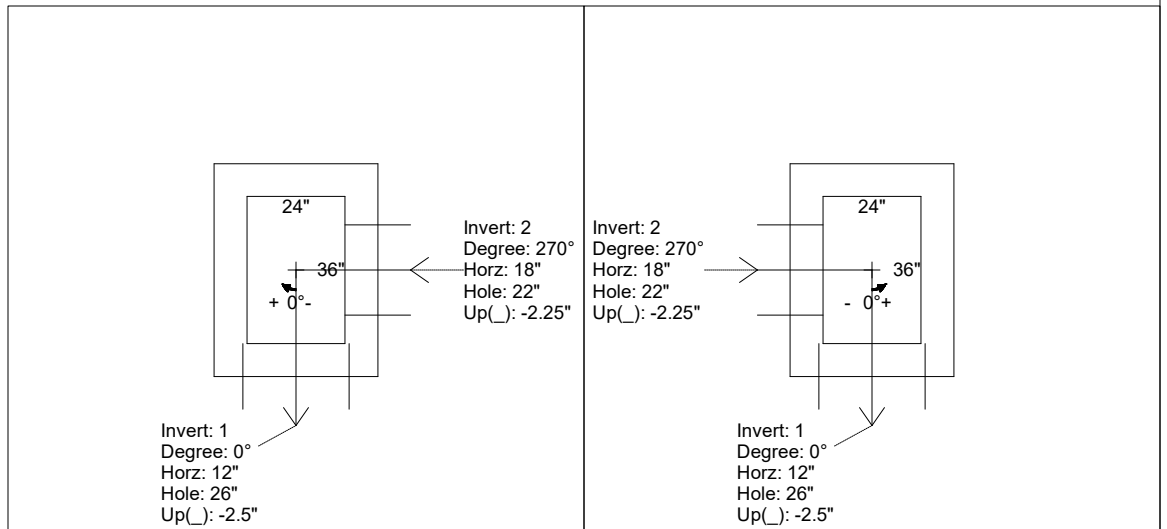 24"
36"
+ 0°-
Invert: 2
Degree: 270°
Horz: 18"
Hole: 22"
Up(_): -2.25"
Invert: 1
Degree: 0°
Horz: 12"
Hole: 26"
Up(_): -2.5"
Invert: 2
Degree: 270°
Horz: 18"
Hole: 22"
Up(_): -2.25"
24"
36"
- 0°+
Invert: 1
Degree: 0°
Horz: 12"
Hole: 26"
Up(_): -2.5"